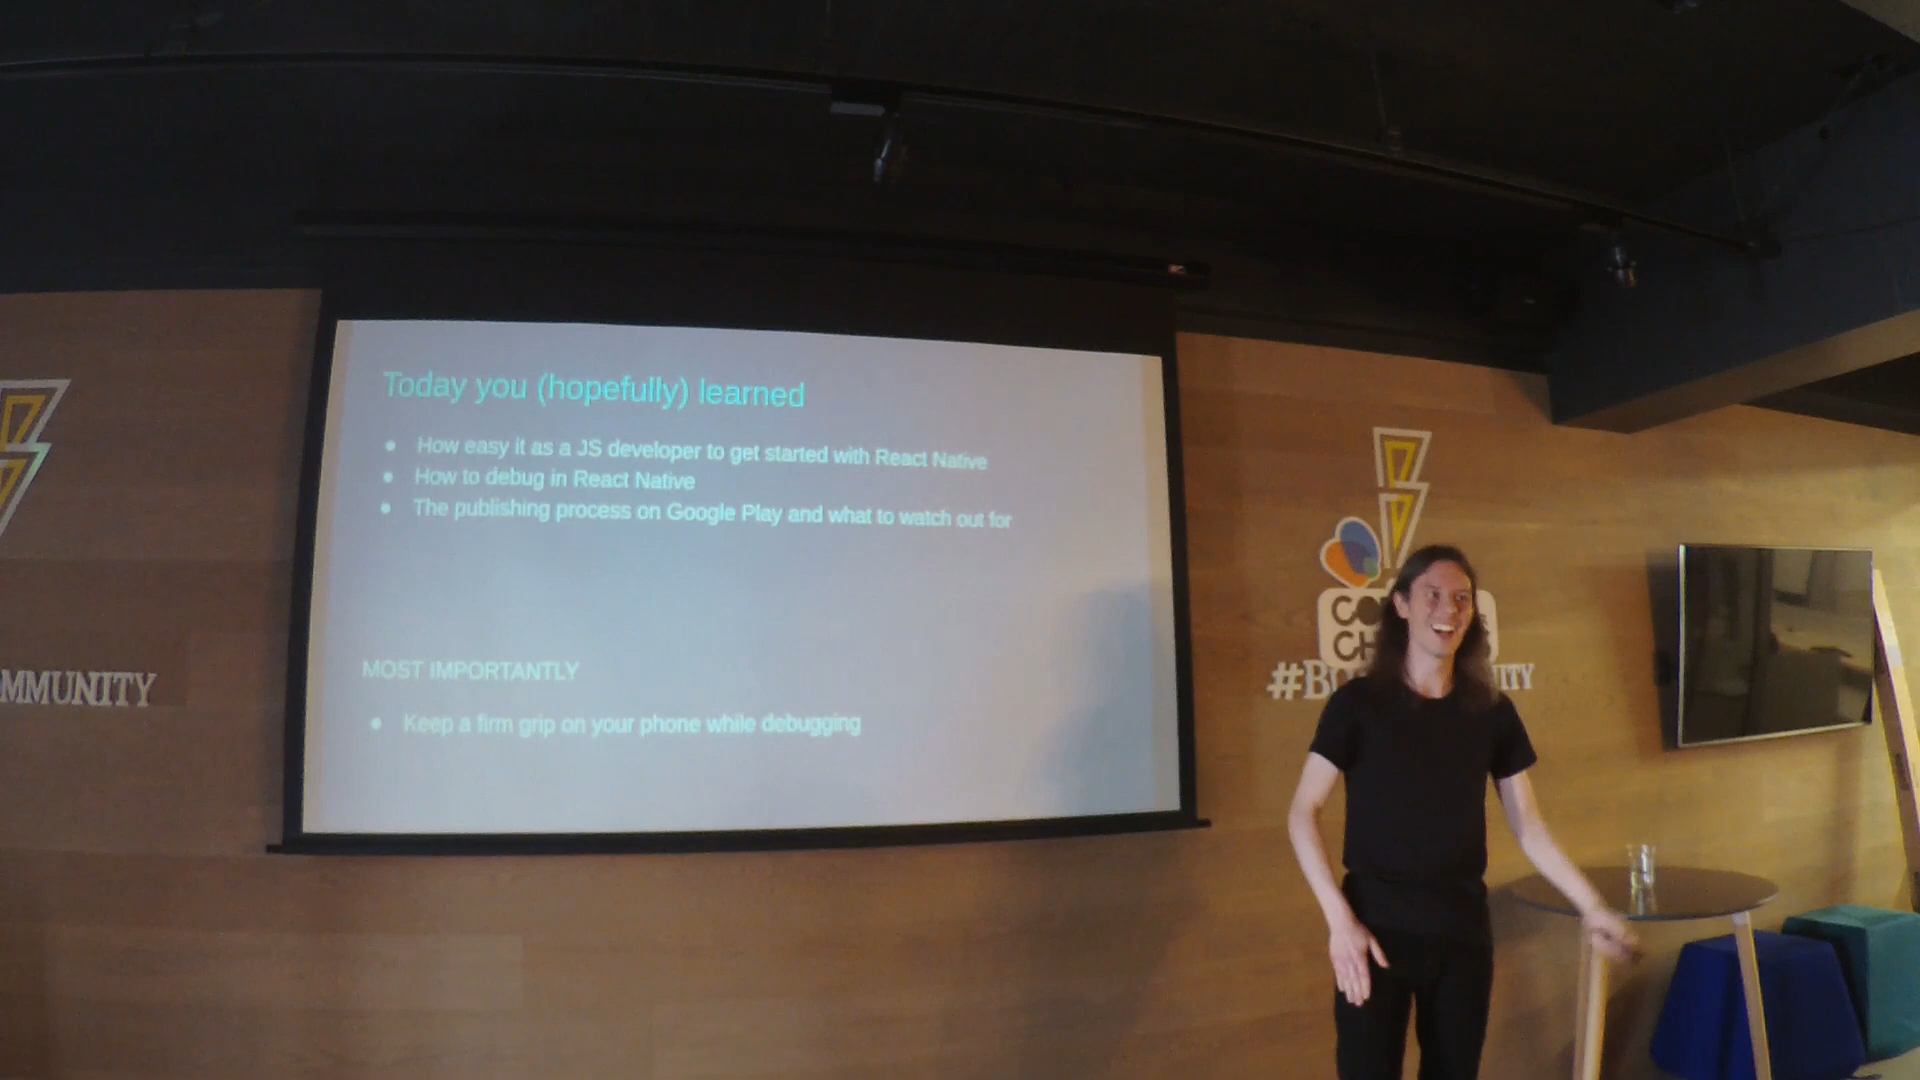 Today you (hopefully) learned
How easy it as a JS developer to get started with React Native
How to debug in React Native
The publishing process on Google Play and what to watch out for
MOST IMPORTANTLY
Keep a firm grip on your phone while debugging
MMUNITY